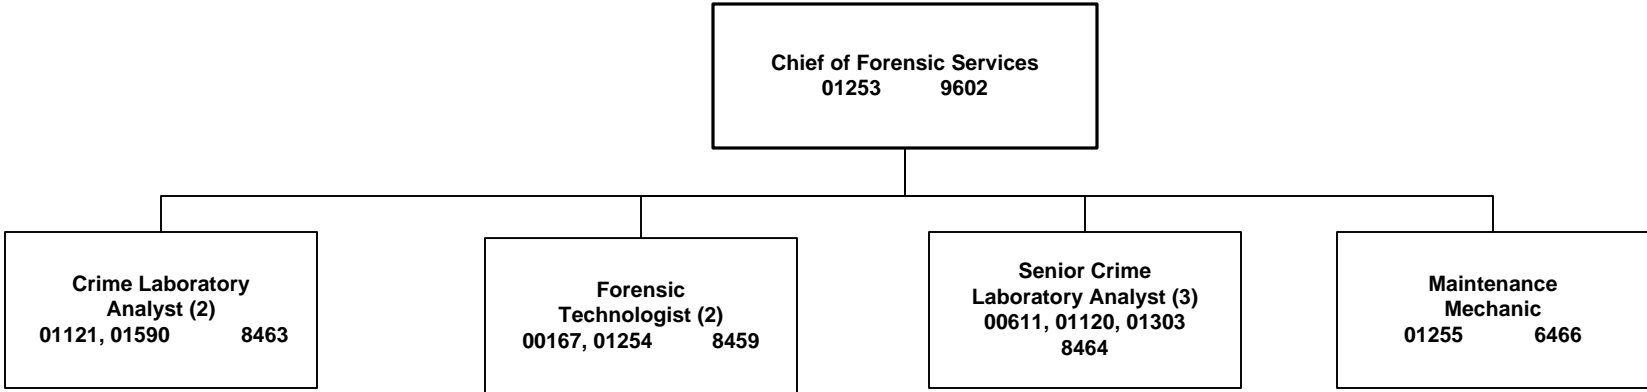 Chief of Forensic Services
01253 9602
Crime Laboratory
Analyst (2)
01121, 01590 8463
Forensic
Technologist (2)
00167, 01254 8459
Senior Crime
Laboratory Analyst (3)
00611, 01120, 01303
8464
Maintenance
Mechanic
01255 6466